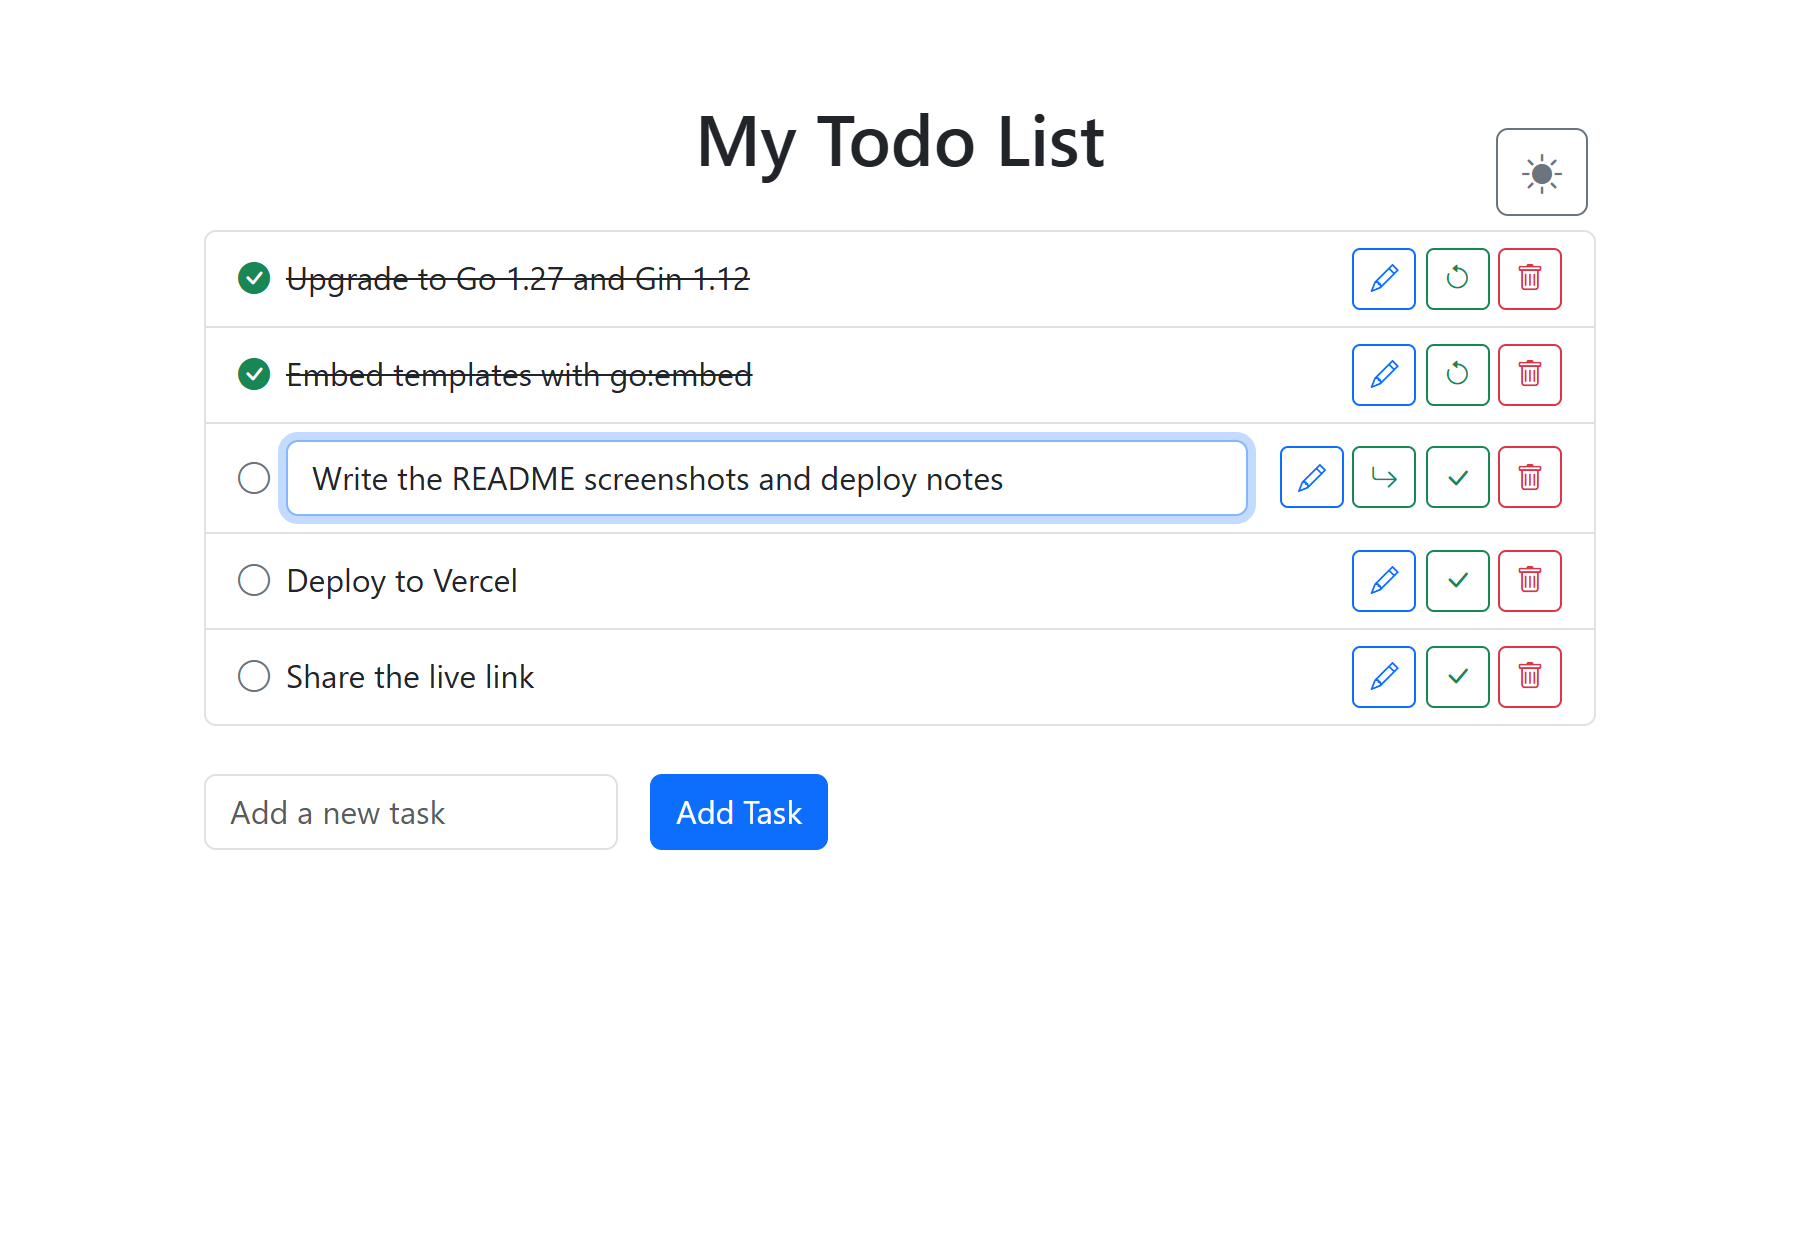 My Todo List
Upgrade to Go 1.27 and Gin 1.12
Embed templates with go:embed
Write the README screenshots and deploy notes
Deploy to Vercel
Share the live link
Add a new task
Add Task